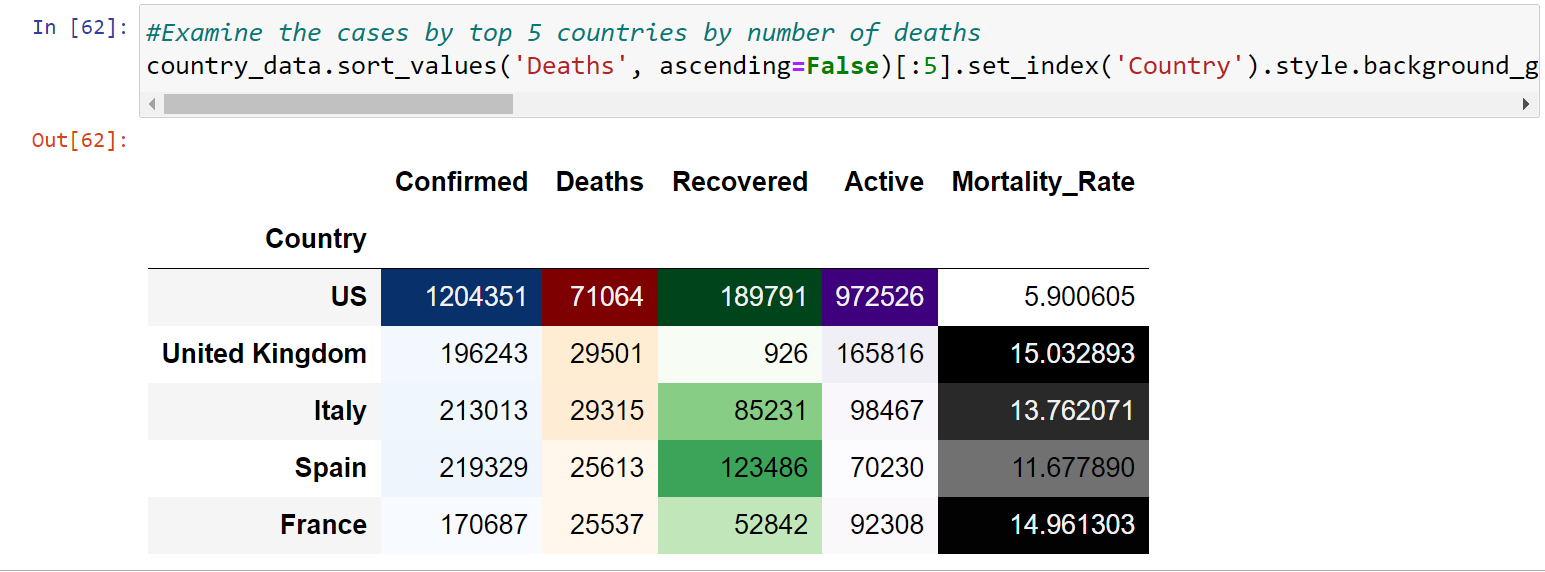 In [62]: #Examine the cases by top 5 countries by number of deaths
country_data.sort_values('Deaths', ascending=False)[:5].set_index('Country').style.background_g
Out[62]:
Confirmed Deaths Recovered Active Mortality_Rate
Country
US 1204351 71064 189791 972526 5.900605
United Kingdom 196243 29501 926 165816 15.032893
Italy 213013 29315 85231 98467 13.762071
Spain 219329 25613 123486 70230 11.677890
France 170687 25537 52842 92308 14.961303